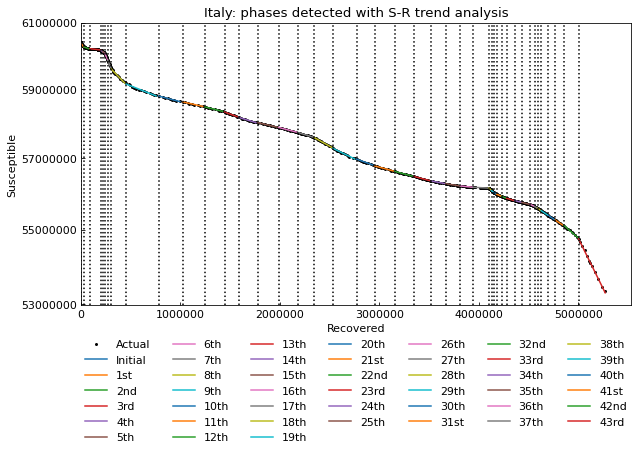 Italy: phases detected with S-R trend analysis
61000000
59000000
57000000
55000000
53000000
Susceptible
0 1000000 2000000 3000000 4000000 5000000
Recovered
Actual 6th 13th 20th 26th 32nd 38th
Initial 7th 14th 21st 27th 33rd 39th
1st 8th 15th 22nd 28th 34th 40th
2nd 9th 16th 23rd 29th 35th 41st
3rd 10th 17th 24th 30th 36th 42nd
4th 11th 18th 25th 31st 37th 43rd
5th 12th 19th